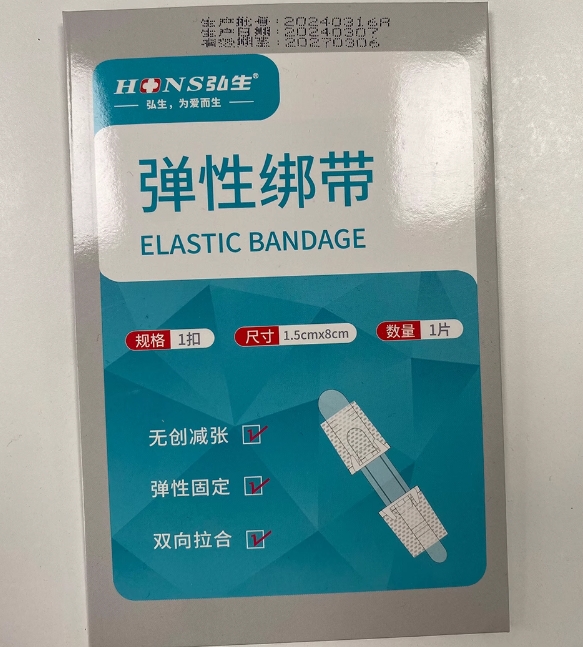 生产批号：20240316A
生产日期：20240307
有效期至：20270306
HONS弘生®
弘生，为爱而生
弹性绑带
ELASTIC BANDAGE
规格 1扣 尺寸 1.5cmx8cm 数量 1片
无创减张
弹性固定
双向拉合